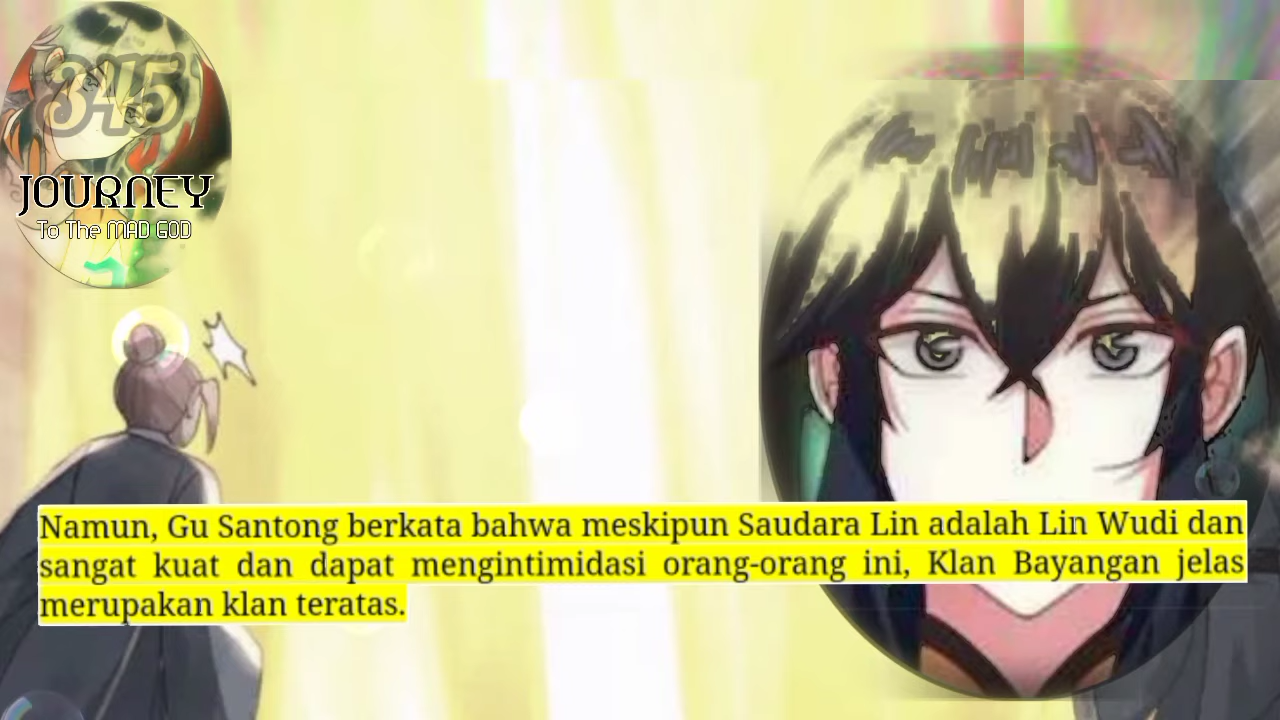 345
JOURNEY
To The MAD GOD
Namun, Gu Santong berkata bahwa meskipun Saudara Lin adalah Lin Wudi dan
sangat kuat dan dapat mengintimidasi orang-orang ini, Klan Bayangan jelas
merupakan klan teratas.